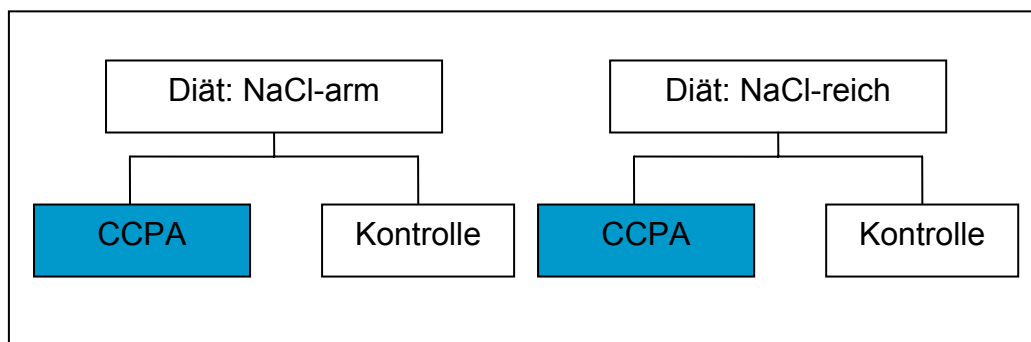 Diät: NaCl-arm
Diät: NaCl-reich
CCPA
Kontrolle
CCPA
Kontrolle